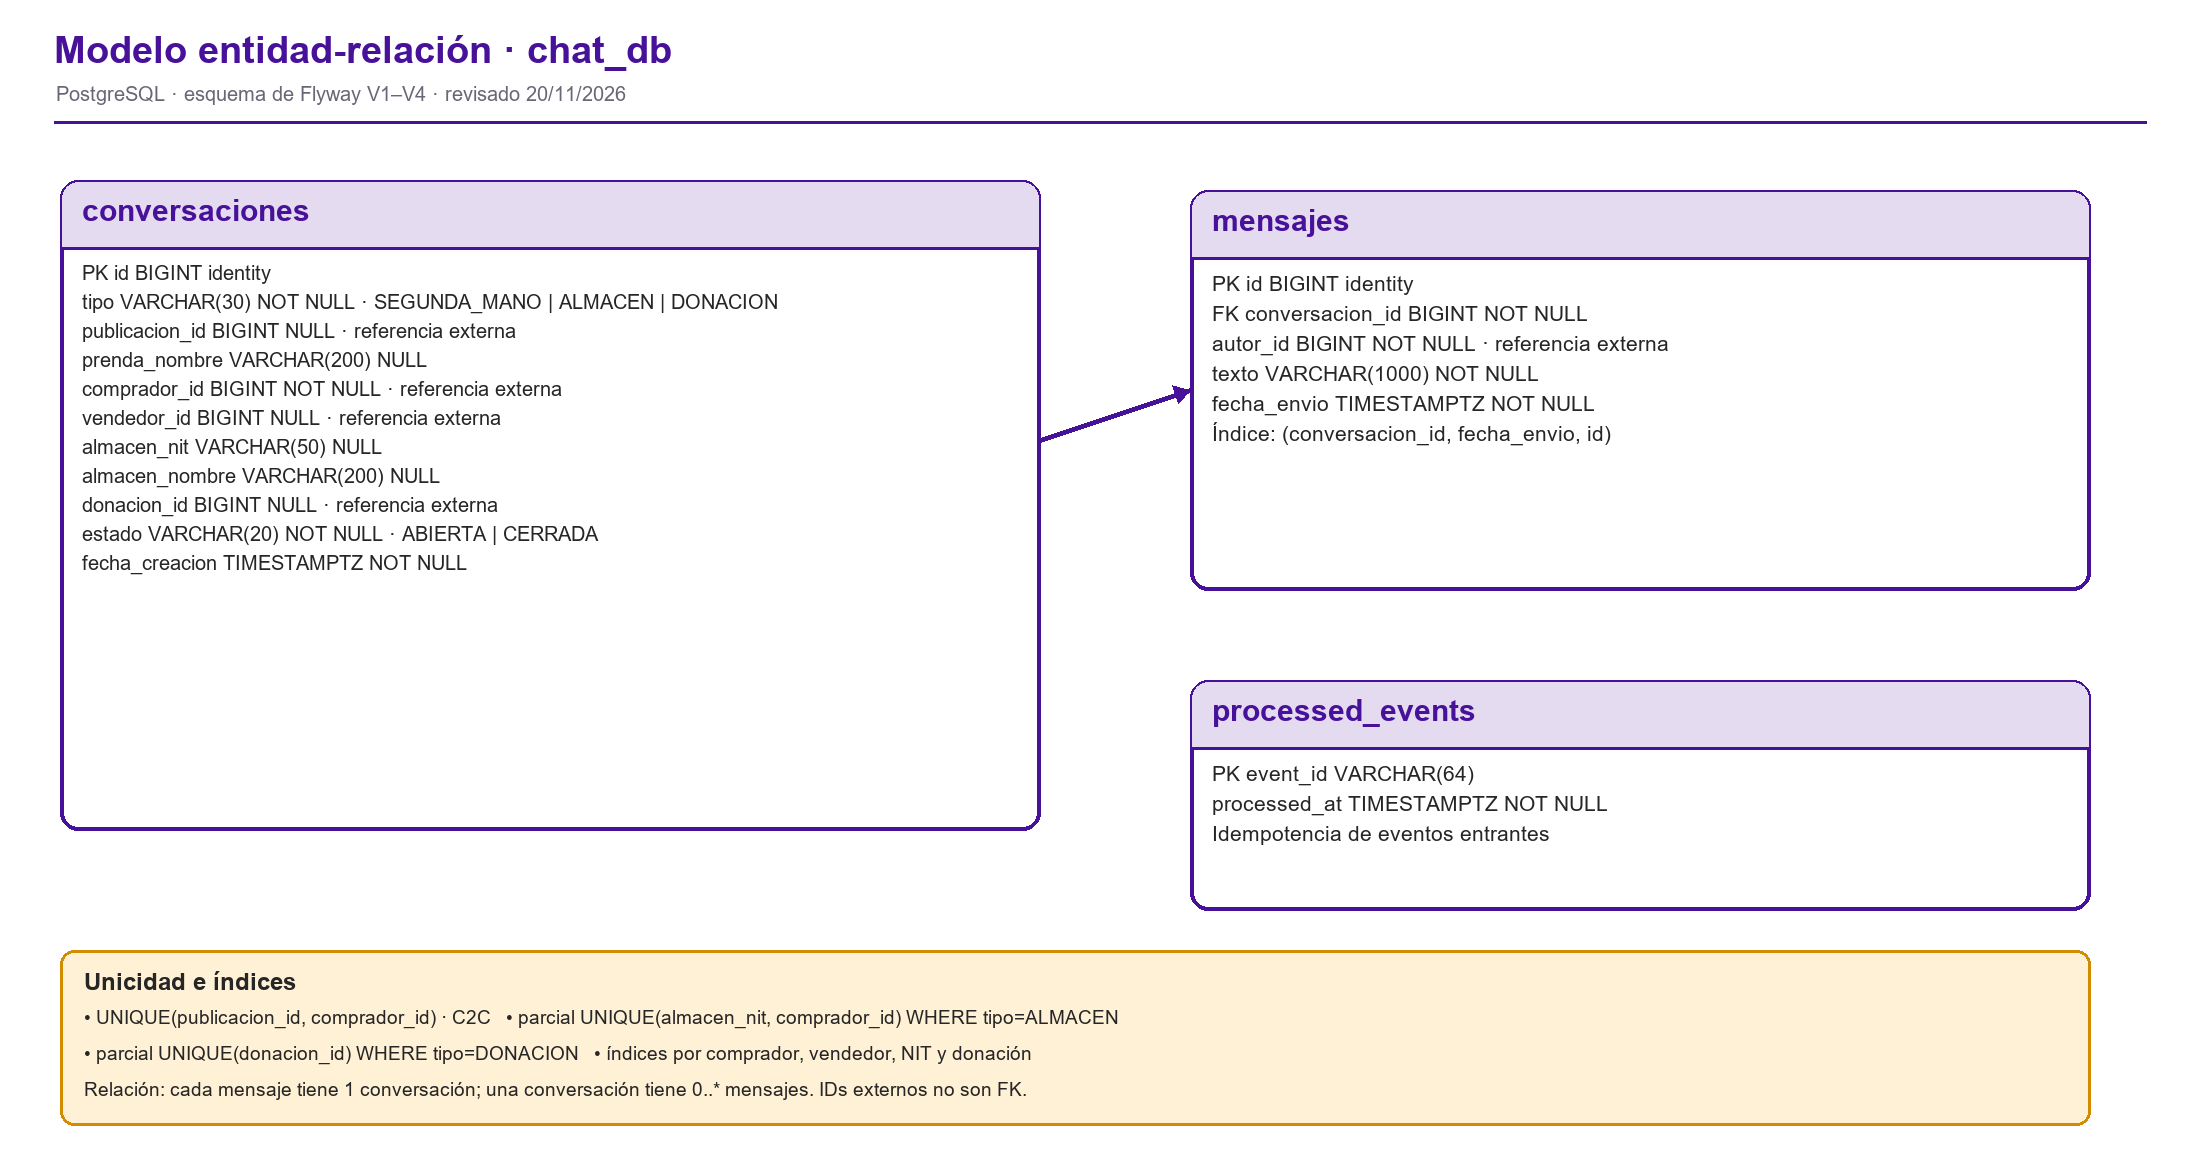 Modelo entidad-relación · chat_db
PostgreSQL · esquema de Flyway V1–V4 · revisado 20/11/2026
conversaciones
PK id BIGINT identity
tipo VARCHAR(30) NOT NULL · SEGUNDA_MANO | ALMACEN | DONACION
publicacion_id BIGINT NULL · referencia externa
prenda_nombre VARCHAR(200) NULL
comprador_id BIGINT NOT NULL · referencia externa
vendedor_id BIGINT NULL · referencia externa
almacen_nit VARCHAR(50) NULL
almacen_nombre VARCHAR(200) NULL
donacion_id BIGINT NULL · referencia externa
estado VARCHAR(20) NOT NULL · ABIERTA | CERRADA
fecha_creacion TIMESTAMPTZ NOT NULL
mensajes
PK id BIGINT identity
FK conversacion_id BIGINT NOT NULL
autor_id BIGINT NOT NULL · referencia externa
texto VARCHAR(1000) NOT NULL
fecha_envio TIMESTAMPTZ NOT NULL
Índice: (conversacion_id, fecha_envio, id)
processed_events
PK event_id VARCHAR(64)
processed_at TIMESTAMPTZ NOT NULL
Idempotencia de eventos entrantes
Unicidad e índices
• UNIQUE(publicacion_id, comprador_id) · C2C • parcial UNIQUE(almacen_nit, comprador_id) WHERE tipo=ALMACEN
• parcial UNIQUE(donacion_id) WHERE tipo=DONACION • índices por comprador, vendedor, NIT y donación
Relación: cada mensaje tiene 1 conversación; una conversación tiene 0..* mensajes. IDs externos no son FK.